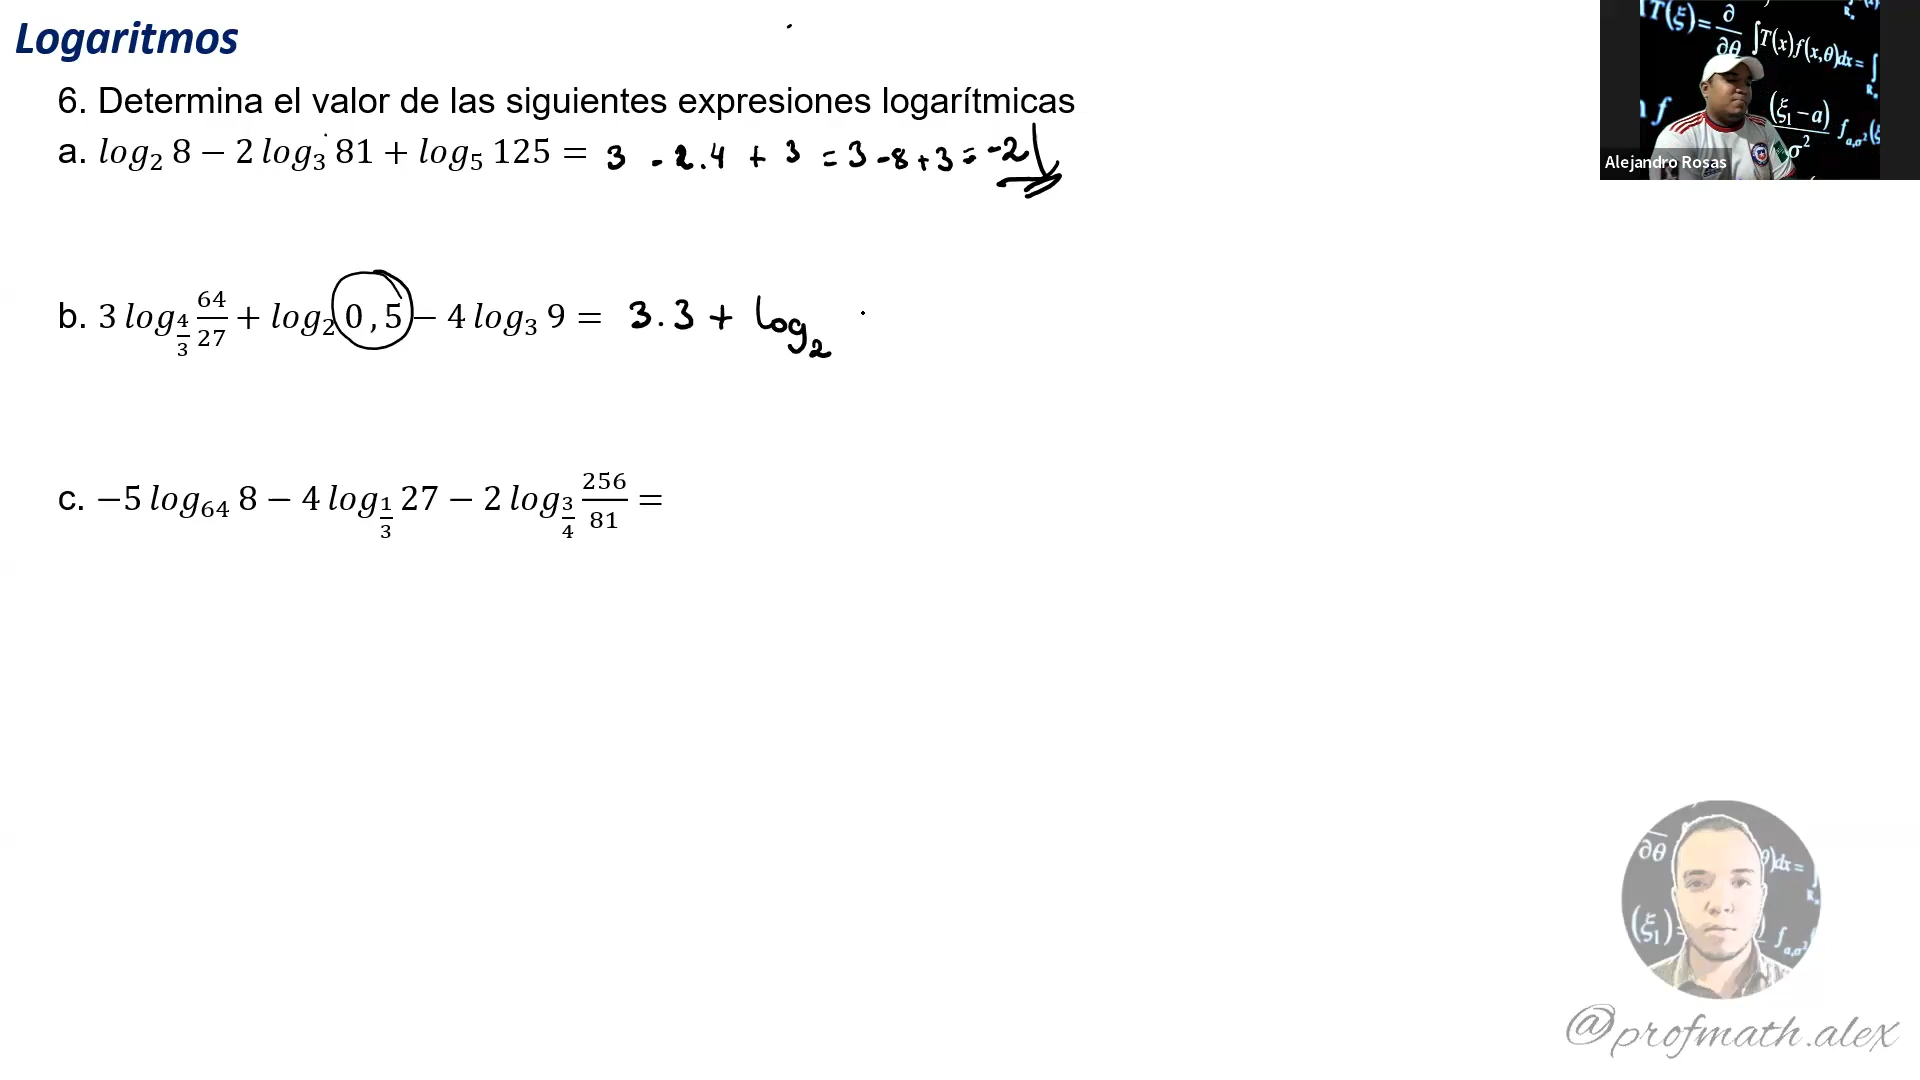 Logaritmos
6. Determina el valor de las siguientes expresiones logarítmicas
a. log₂ 8 − 2 log₃ 81 + log₅ 125 = 3 - 2.4 + 3 = 3 - 8 + 3 = -2
b. 3 log_{4/3} 64/27 + log₂ 0,5 − 4 log₃ 9 = 3.3 + log₂
c. −5 log₆₄ 8 − 4 log_{1/3} 27 − 2 log_{3/4} 256/81 =
Alejandro Rosas
@profmath.alex